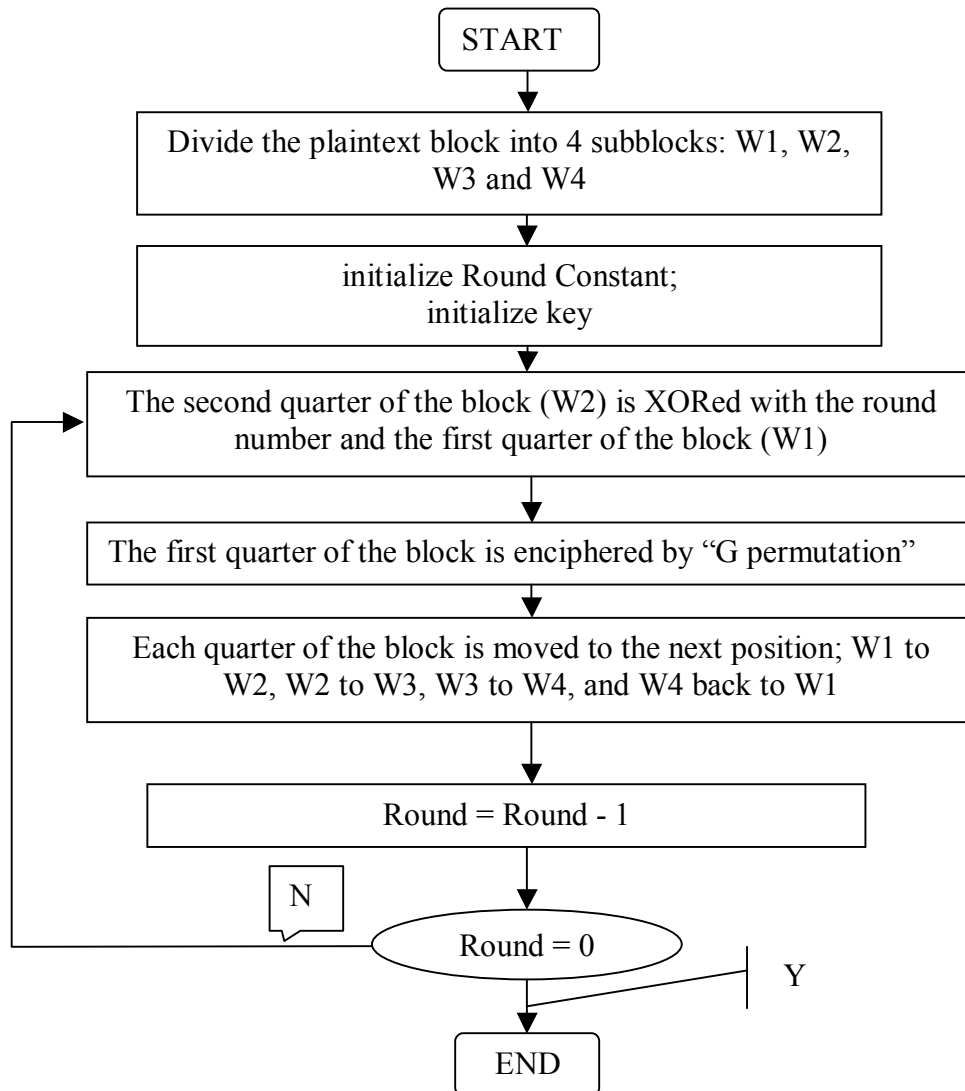 START
Divide the plaintext block into 4 subblocks: W1, W2,
W3 and W4
initialize Round Constant;
initialize key
The second quarter of the block (W2) is XORed with the round
number and the first quarter of the block (W1)
The first quarter of the block is enciphered by “G permutation”
Each quarter of the block is moved to the next position; W1 to
W2, W2 to W3, W3 to W4, and W4 back to W1
Round = Round - 1
N
Round = 0
Y
END